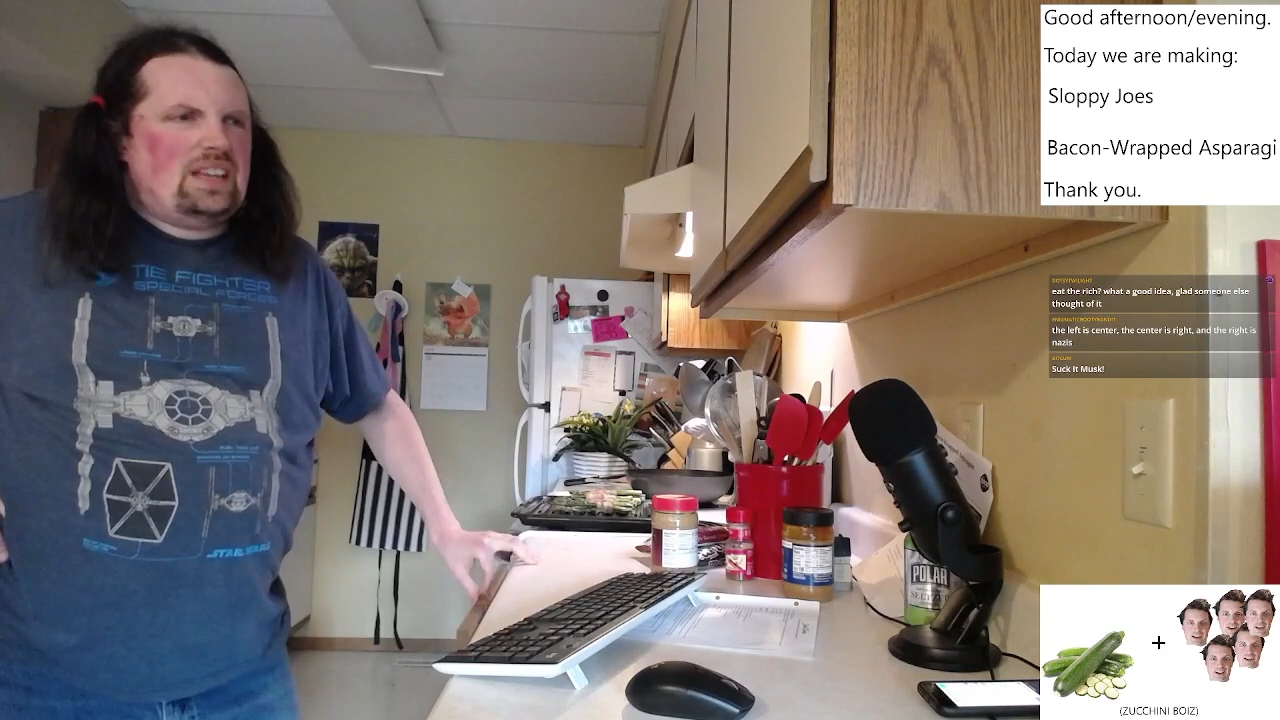 Good afternoon/evening.
Today we are making:
Sloppy Joes
Bacon-Wrapped Asparagi
Thank you.
TIE FIGHTER
SPECIAL FORCES
eat the rich? what a good idea, glad someone else
thought of it
the left is center, the center is right, and the right is
nazis
Suck It Musk!
STAR WARS
POLAR
SELTZER
+
(ZUCCHINI BOIZ)